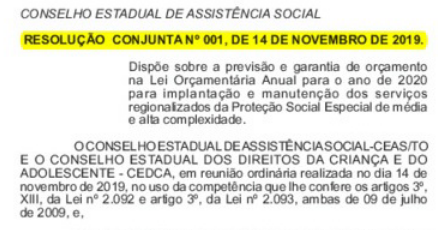 CONSELHO ESTADUAL DE ASSISTÊNCIA SOCIAL
RESOLUÇÃO CONJUNTA Nº 001, DE 14 DE NOVEMBRO DE 2019.
Dispõe sobre a previsão e garantia de orçamento
na Lei Orçamentária Anual para o ano de 2020
para implantação e manutenção dos serviços
regionalizados da Proteção Social Especial de média
e alta complexidade.
O CONSELHO ESTADUAL DE ASSISTÊNCIA SOCIAL-CEAS/TO
E O CONSELHO ESTADUAL DOS DIREITOS DA CRIANÇA E DO
ADOLESCENTE - CEDCA, em reunião ordinária realizada no dia 14 de
novembro de 2019, no uso da competência que lhe confere os artigos 3º,
XIII, da Lei nº 2.092 e artigo 3º, da Lei nº 2.093, ambas de 09 de julho
de 2009, e,